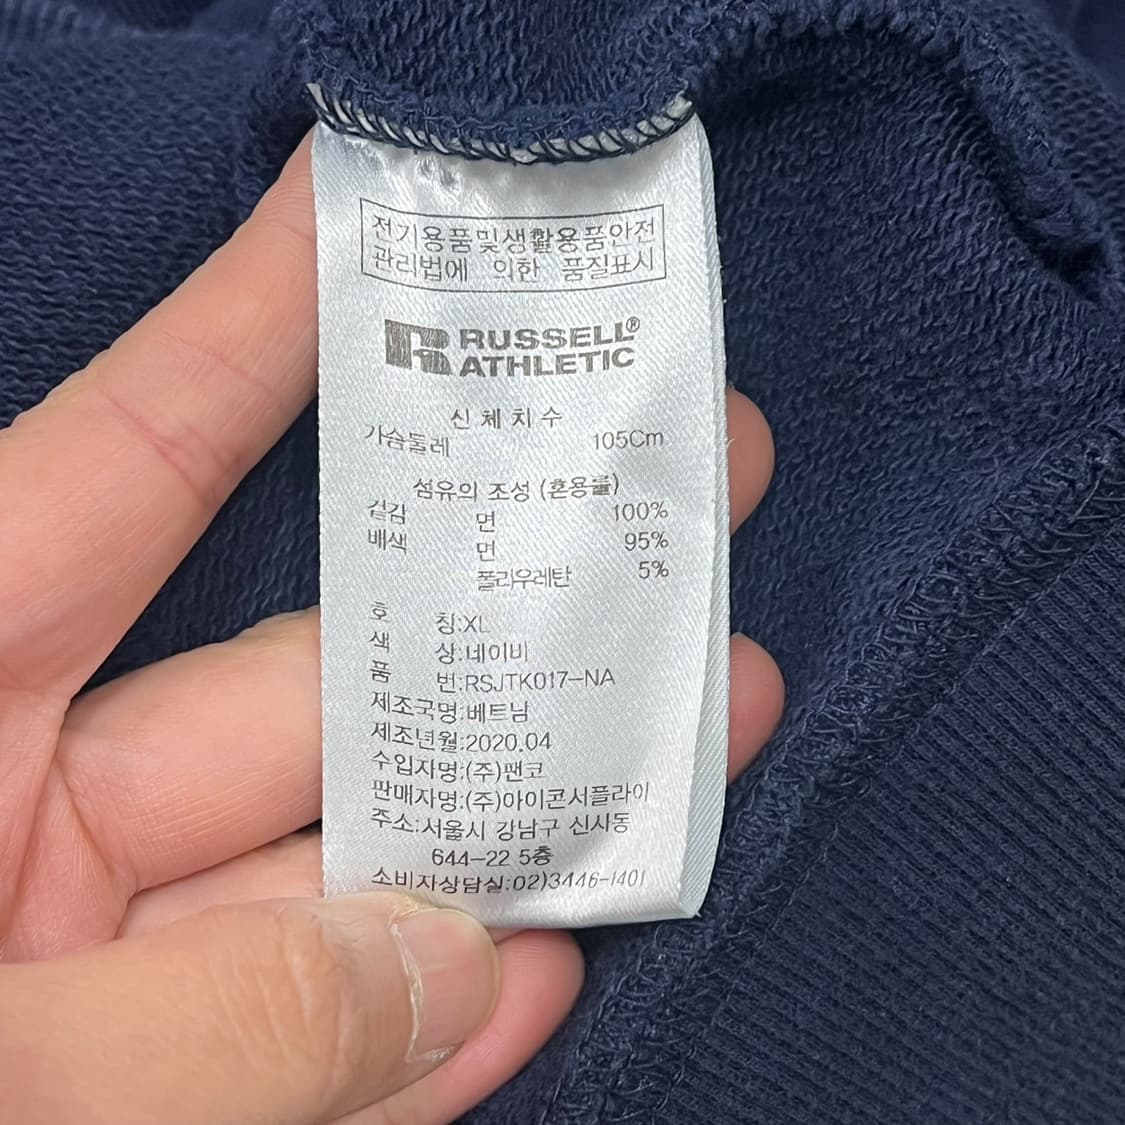 전기용품및생활용품안전
관리법에 의한 품질표시
RUSSELL®
ATHLETIC
신체치수
가슴둘레 105Cm
섬유의 조성 (혼용률)
겉감 면 100%
배색 면 95%
폴리우레탄 5%
호 칭:XL
색 상:네이비
품 번:RSJTK017-NA
제조국명:베트남
제조년월:2020.04
수입자명:(주)팬코
판매자명:(주)아이콘서플라이
주소:서울시 강남구 신사동
644-22 5층
소비자상담실:02)3446-1401